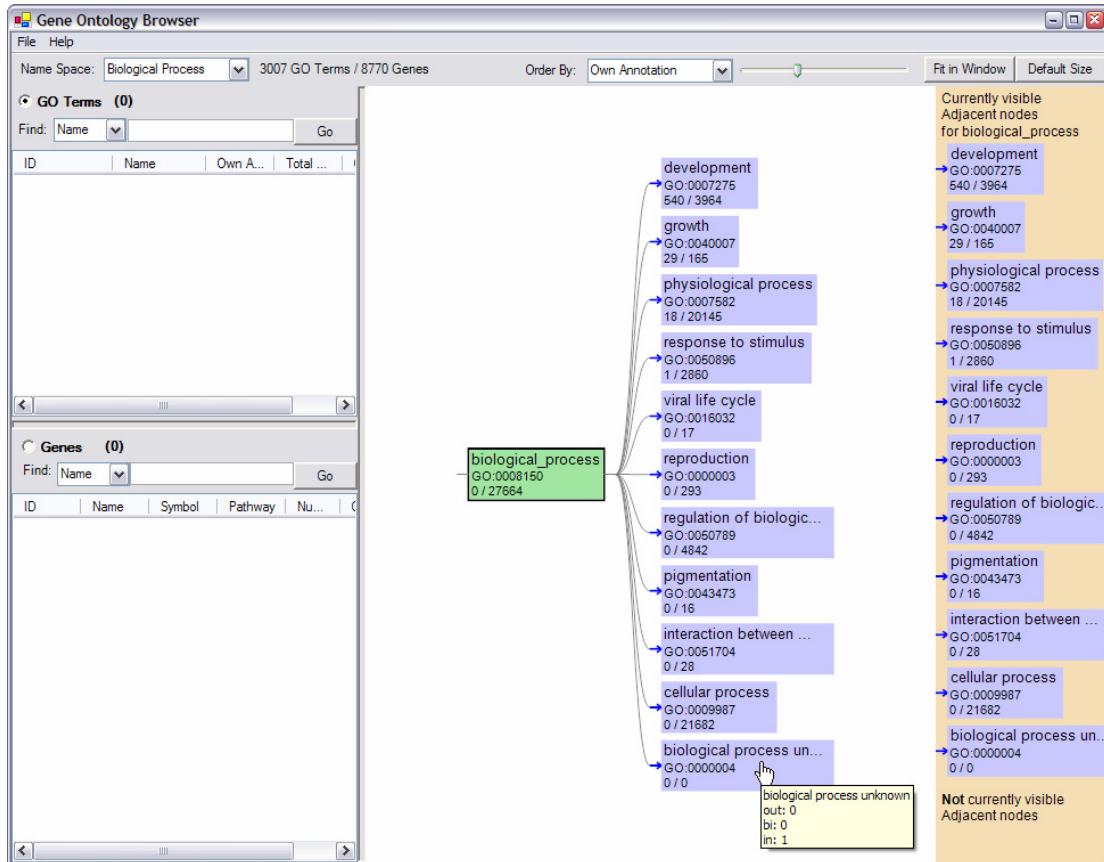 Gene Ontology Browser
File Help
Name Space: Biological Process 3007 GO Terms / 8770 Genes Order By: Own Annotation Fit in Window Default Size
GO Terms (0)
Find: Name Go
ID Name Own A... Total ...
Genes (0)
Find: Name Go
ID Name Symbol Pathway Nu...
biological_process
GO:0008150
0 / 27664
development
GO:0007275
540 / 3964
growth
GO:0040007
29 / 165
physiological process
GO:0007582
18 / 20145
response to stimulus
GO:0050896
1 / 2860
viral life cycle
GO:0016032
0 / 17
reproduction
GO:0000003
0 / 293
regulation of biologic...
GO:0050789
0 / 4842
pigmentation
GO:0043473
0 / 16
interaction between ...
GO:0051704
0 / 28
cellular process
GO:0009987
0 / 21682
biological process un...
GO:0000004
0 / 0
biological process unknown
out: 0
bi: 0
in: 1
Currently visible
Adjacent nodes
for biological_process
development
GO:0007275
540 / 3964
growth
GO:0040007
29 / 165
physiological process
GO:0007582
18 / 20145
response to stimulus
GO:0050896
1 / 2860
viral life cycle
GO:0016032
0 / 17
reproduction
GO:0000003
0 / 293
regulation of biologic...
GO:0050789
0 / 4842
pigmentation
GO:0043473
0 / 16
interaction between ...
GO:0051704
0 / 28
cellular process
GO:0009987
0 / 21682
biological process un...
GO:0000004
0 / 0
Not currently visible
Adjacent nodes